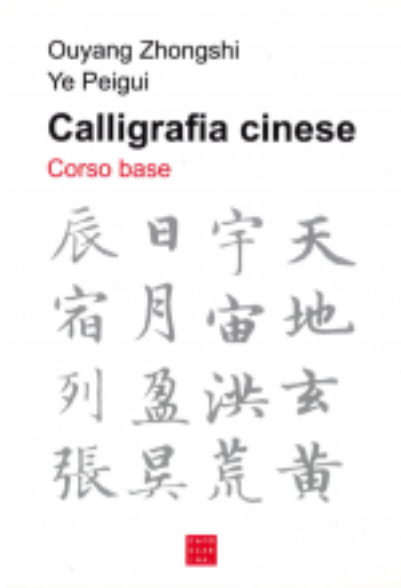 Ouyang Zhongshi
Ye Peigui
Calligrafia cinese
Corso base
天地玄黃
宇宙洪荒
日月盈昃
辰宿列張